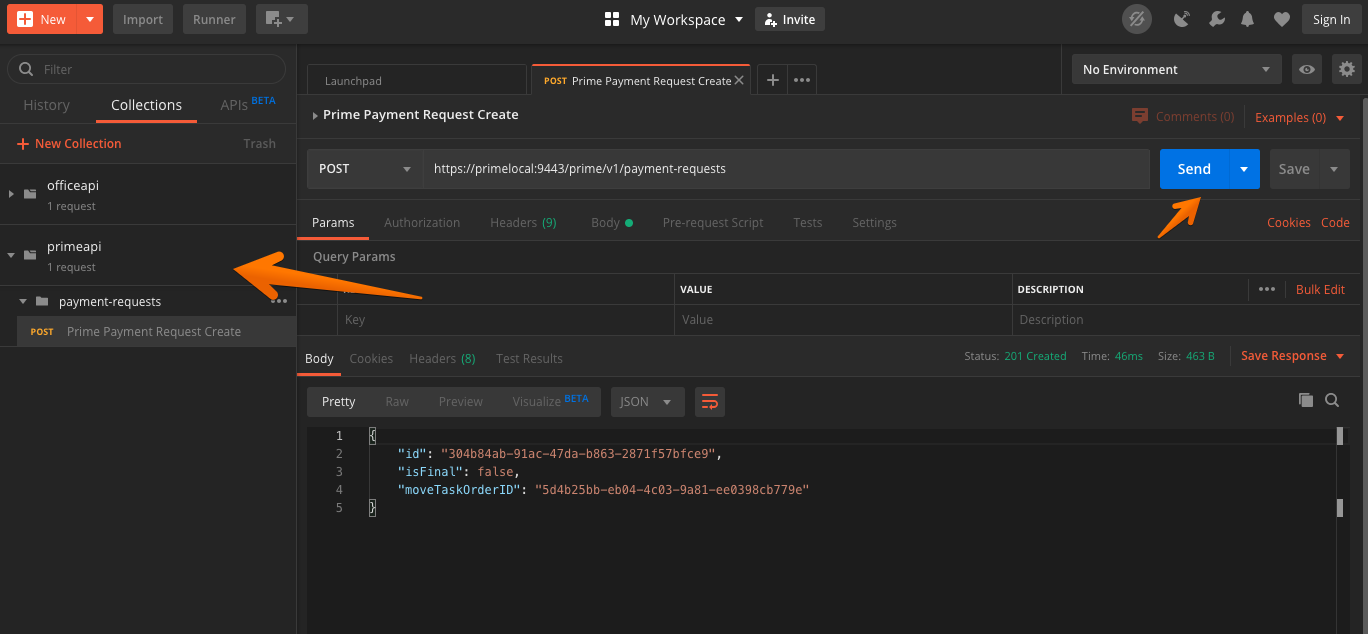 New Import Runner My Workspace Invite Sign In
Filter
History Collections APIs BETA
New Collection Trash
officeapi
1 request
primeapi
1 request
payment-requests
POST Prime Payment Request Create
Launchpad POST Prime Payment Request Create No Environment
Prime Payment Request Create Comments (0) Examples (0)
POST https://primelocal:9443/prime/v1/payment-requests Send Save
Params Authorization Headers (9) Body Pre-request Script Tests Settings Cookies Code
Query Params
VALUE DESCRIPTION Bulk Edit
Key Value Description
Body Cookies Headers (8) Test Results Status: 201 Created Time: 46ms Size: 463 B Save Response
Pretty Raw Preview Visualize BETA JSON
1 {
2 "id": "304b84ab-91ac-47da-b863-2871f57bfce9",
3 "isFinal": false,
4 "moveTaskOrderID": "5d4b25bb-eb04-4c03-9a81-ee0398cb779e"
5 }